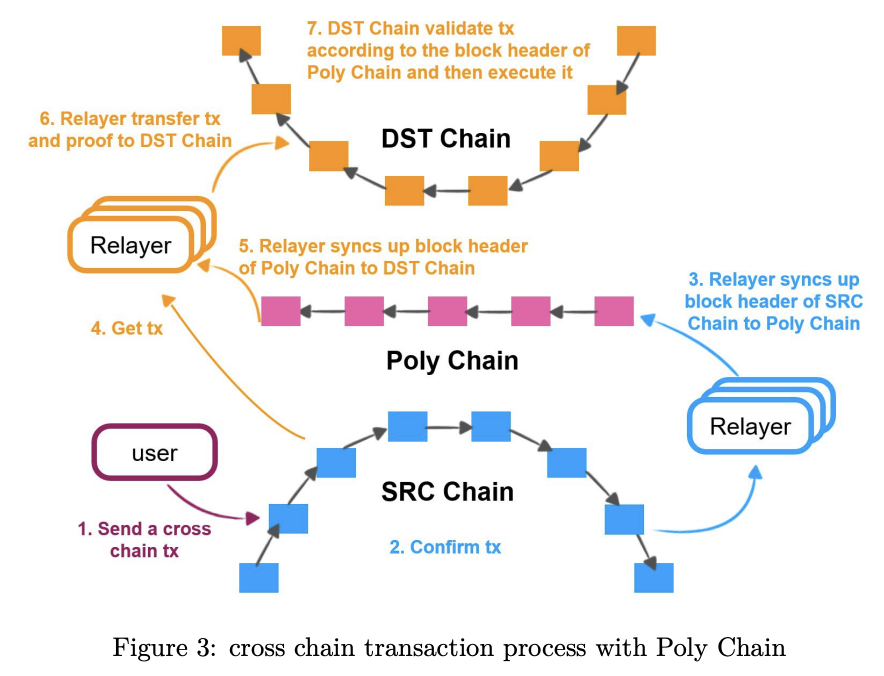 7. DST Chain validate tx
according to the block header of
Poly Chain and then execute it
DST Chain
6. Relayer transfer tx
and proof to DST Chain
Relayer
5. Relayer syncs up block header
of Poly Chain to DST Chain
3. Relayer syncs up
block header of SRC
Chain to Poly Chain
4. Get tx
Poly Chain
Relayer
user
SRC Chain
1. Send a cross
chain tx
2. Confirm tx
Figure 3: cross chain transaction process with Poly Chain